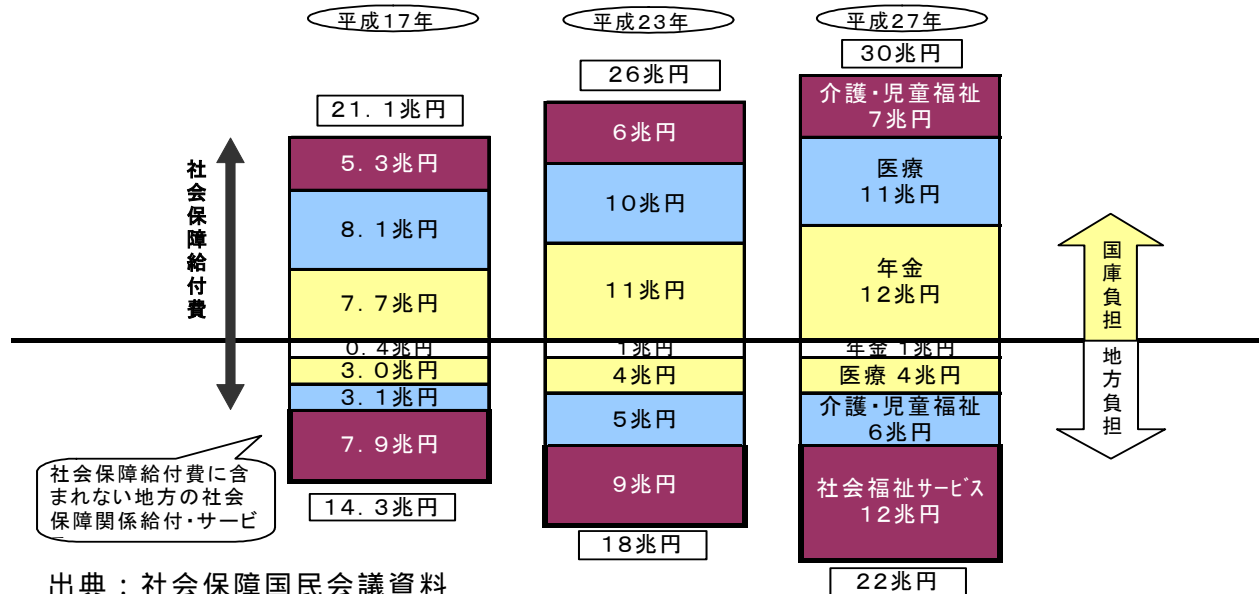 平成17年
平成23年
平成27年
21.1兆円
26兆円
30兆円
社会保障給付費
5.3兆円
8.1兆円
7.7兆円
0.4兆円
3.0兆円
3.1兆円
7.9兆円
14.3兆円
6兆円
10兆円
11兆円
1兆円
4兆円
5兆円
9兆円
18兆円
介護・児童福祉
7兆円
医療
11兆円
年金
12兆円
年金 1兆円
医療 4兆円
介護・児童福祉
6兆円
社会福祉サービス
12兆円
22兆円
国庫負担
地方負担
社会保障給付費に含
まれない地方の社会
保障関係給付・サービ
出典：社会保障国民会議資料